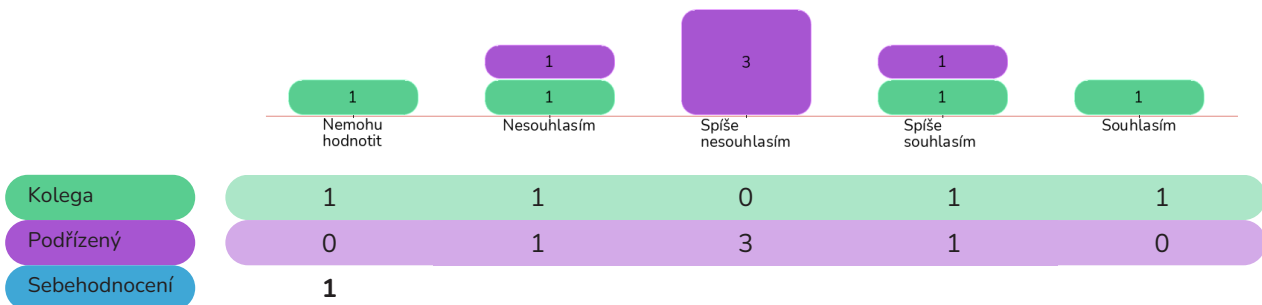 3
1
1
1
1
1
1
Nemohu
hodnotit
Nesouhlasím
Spíše
nesouhlasím
Spíše
souhlasím
Souhlasím
Kolega 1 1 0 1 1
Podřízený 0 1 3 1 0
Sebehodnocení 1